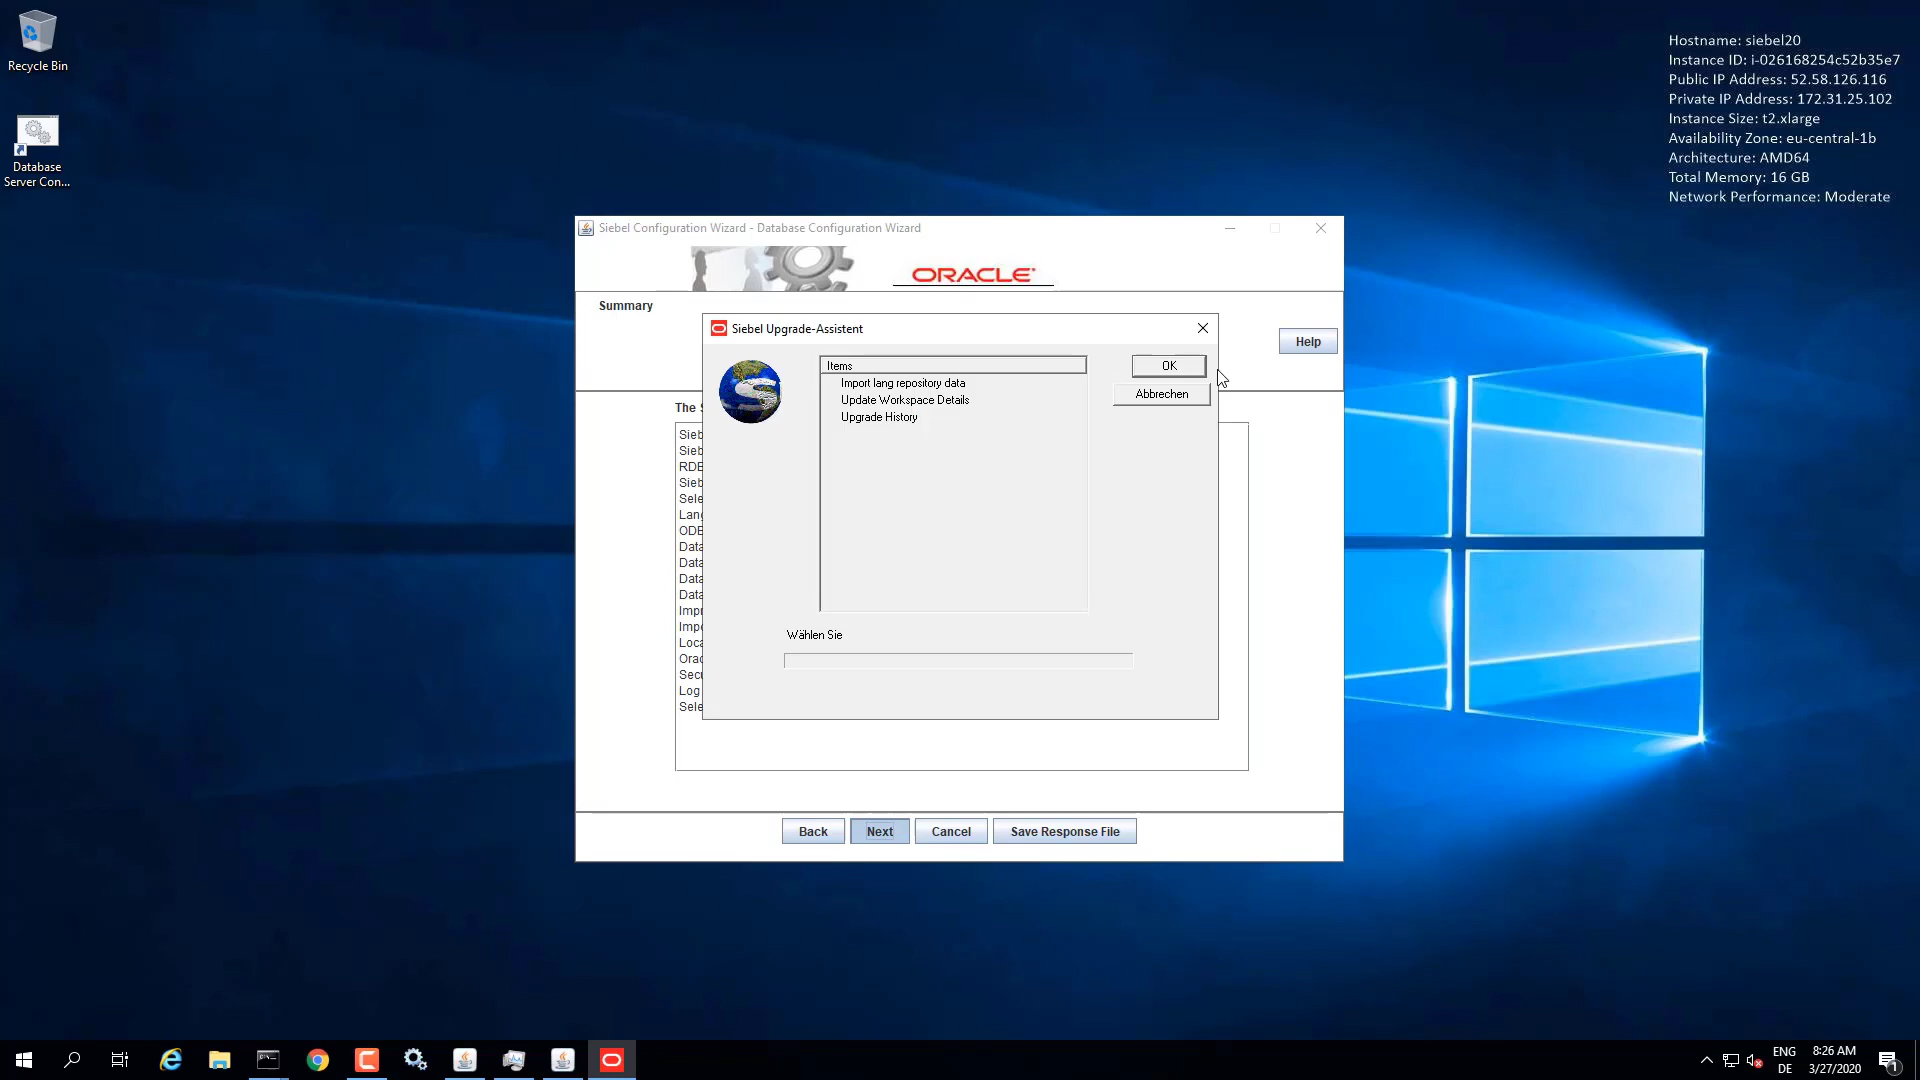 Recycle Bin
Database
Server Con...
Hostname: siebel20
Instance ID: i-026168254c52b35e7
Public IP Address: 52.58.126.116
Private IP Address: 172.31.25.102
Instance Size: t2.xlarge
Availability Zone: eu-central-1b
Architecture: AMD64
Total Memory: 16 GB
Network Performance: Moderate
Siebel Configuration Wizard - Database Configuration Wizard
ORACLE
Summary
Help
Siebel Upgrade-Assistent
Items
Import lang repository data
Update Workspace Details
Upgrade History
OK
Abbrechen
Wählen Sie
The S
Sieb
Sieb
RDB
Sieb
Sele
Lang
ODB
Data
Data
Data
Data
Impo
Impo
Loca
Orac
Secu
Log
Sele
Back
Next
Cancel
Save Response File
ENG
DE
8:26 AM
3/27/2020
1